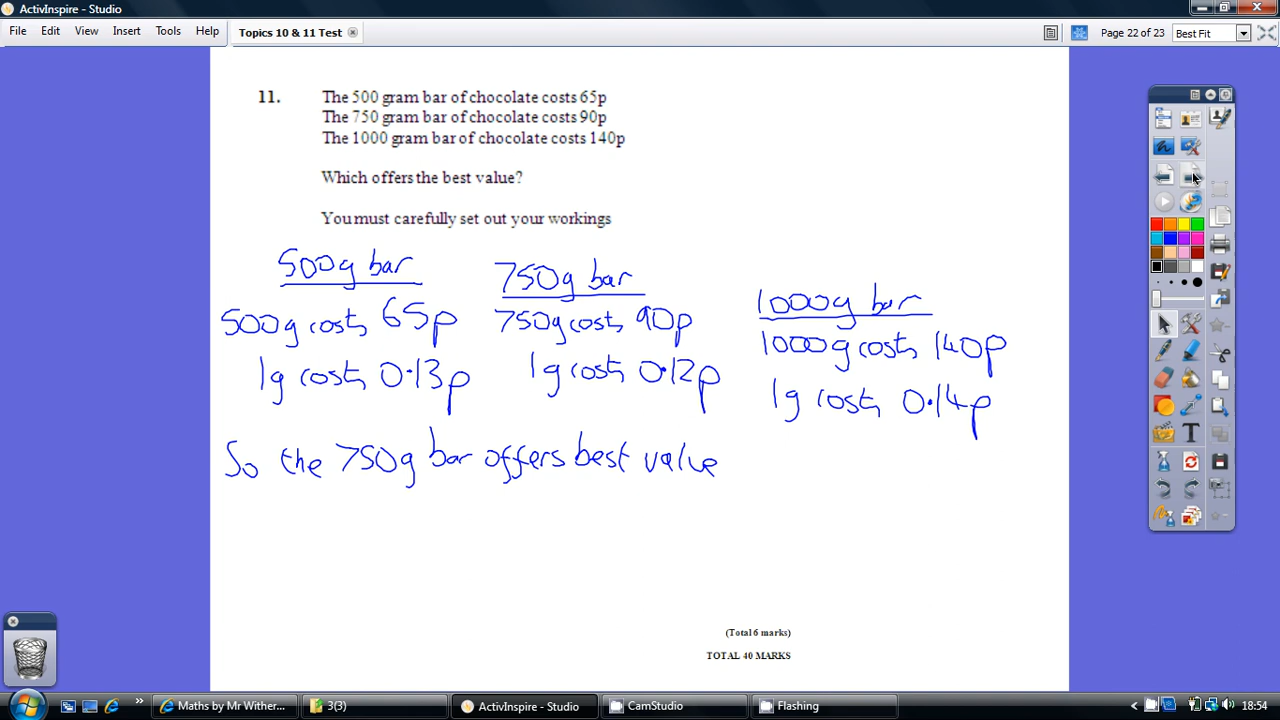 ActivInspire - Studio
File Edit View Insert Tools Help
Topics 10 & 11 Test
Page 22 of 23
Best Fit
11. The 500 gram bar of chocolate costs 65p
The 750 gram bar of chocolate costs 90p
The 1000 gram bar of chocolate costs 140p
Which offers the best value?
You must carefully set out your workings
500g bar
500g costs 65p
1g costs 0.13p
750g bar
750g costs 90p
1g costs 0.12p
1000g bar
1000g costs 140p
1g costs 0.14p
So the 750g bar offers best value
(Total 6 marks)
TOTAL 40 MARKS
Maths by Mr Wither...
3(3)
ActivInspire - Studio
CamStudio
Flashing
18:54